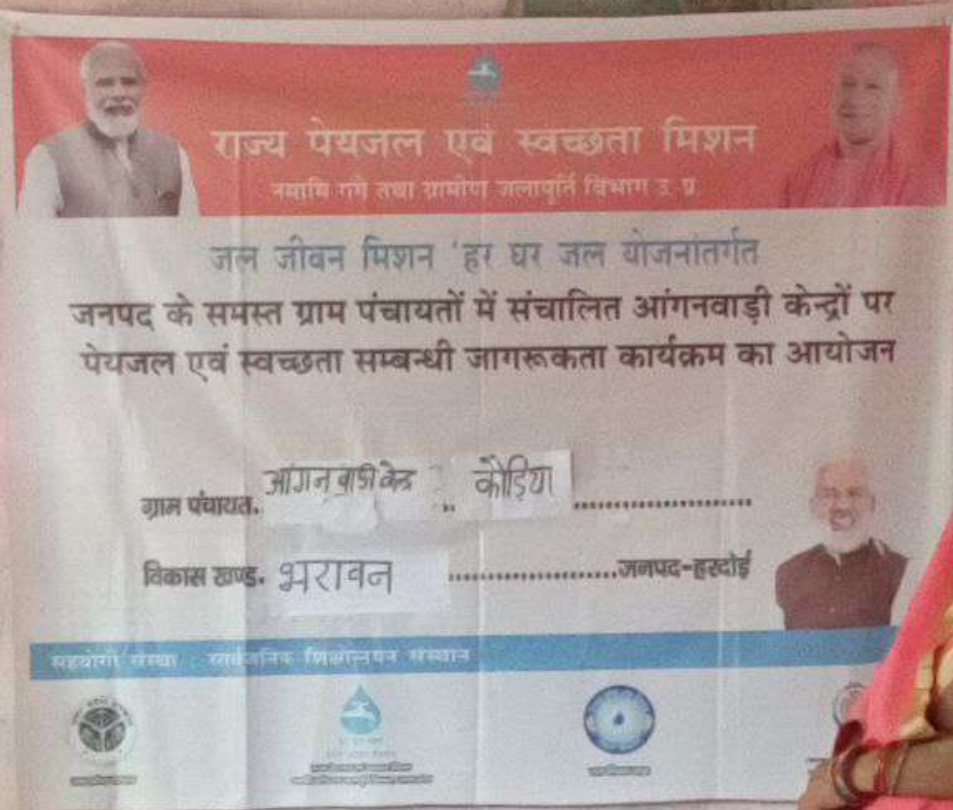 राज्य पेयजल एवं स्वच्छता मिशन
नमामि गंगे तथा ग्रामीण जलापूर्ति विभाग उ. प्र.
जल जीवन मिशन 'हर घर जल योजनांतर्गत
जनपद के समस्त ग्राम पंचायतों में संचालित आंगनवाड़ी केन्द्रों पर
पेयजल एवं स्वच्छता सम्बन्धी जागरूकता कार्यक्रम का आयोजन
ग्राम पंचायत. आंगनबाडी केन्द्र .. कौड़िया ....................
विकास खण्ड. भरावन ....................जनपद-हरदोई
सहयोगी संस्था : सार्वजनिक शिक्षोन्नयन संस्थान